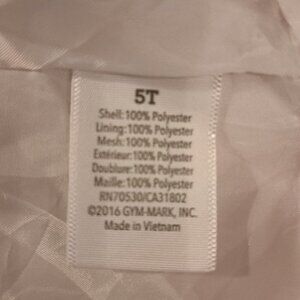 5T
Shell: 100% Polyester
Lining: 100% Polyester
Mesh: 100% Polyester
Extérieur: 100% Polyester
Doublure: 100% Polyester
Maille: 100% Polyester
RN70530/CA31802
©2016 GYM-MARK, INC.
Made in Vietnam